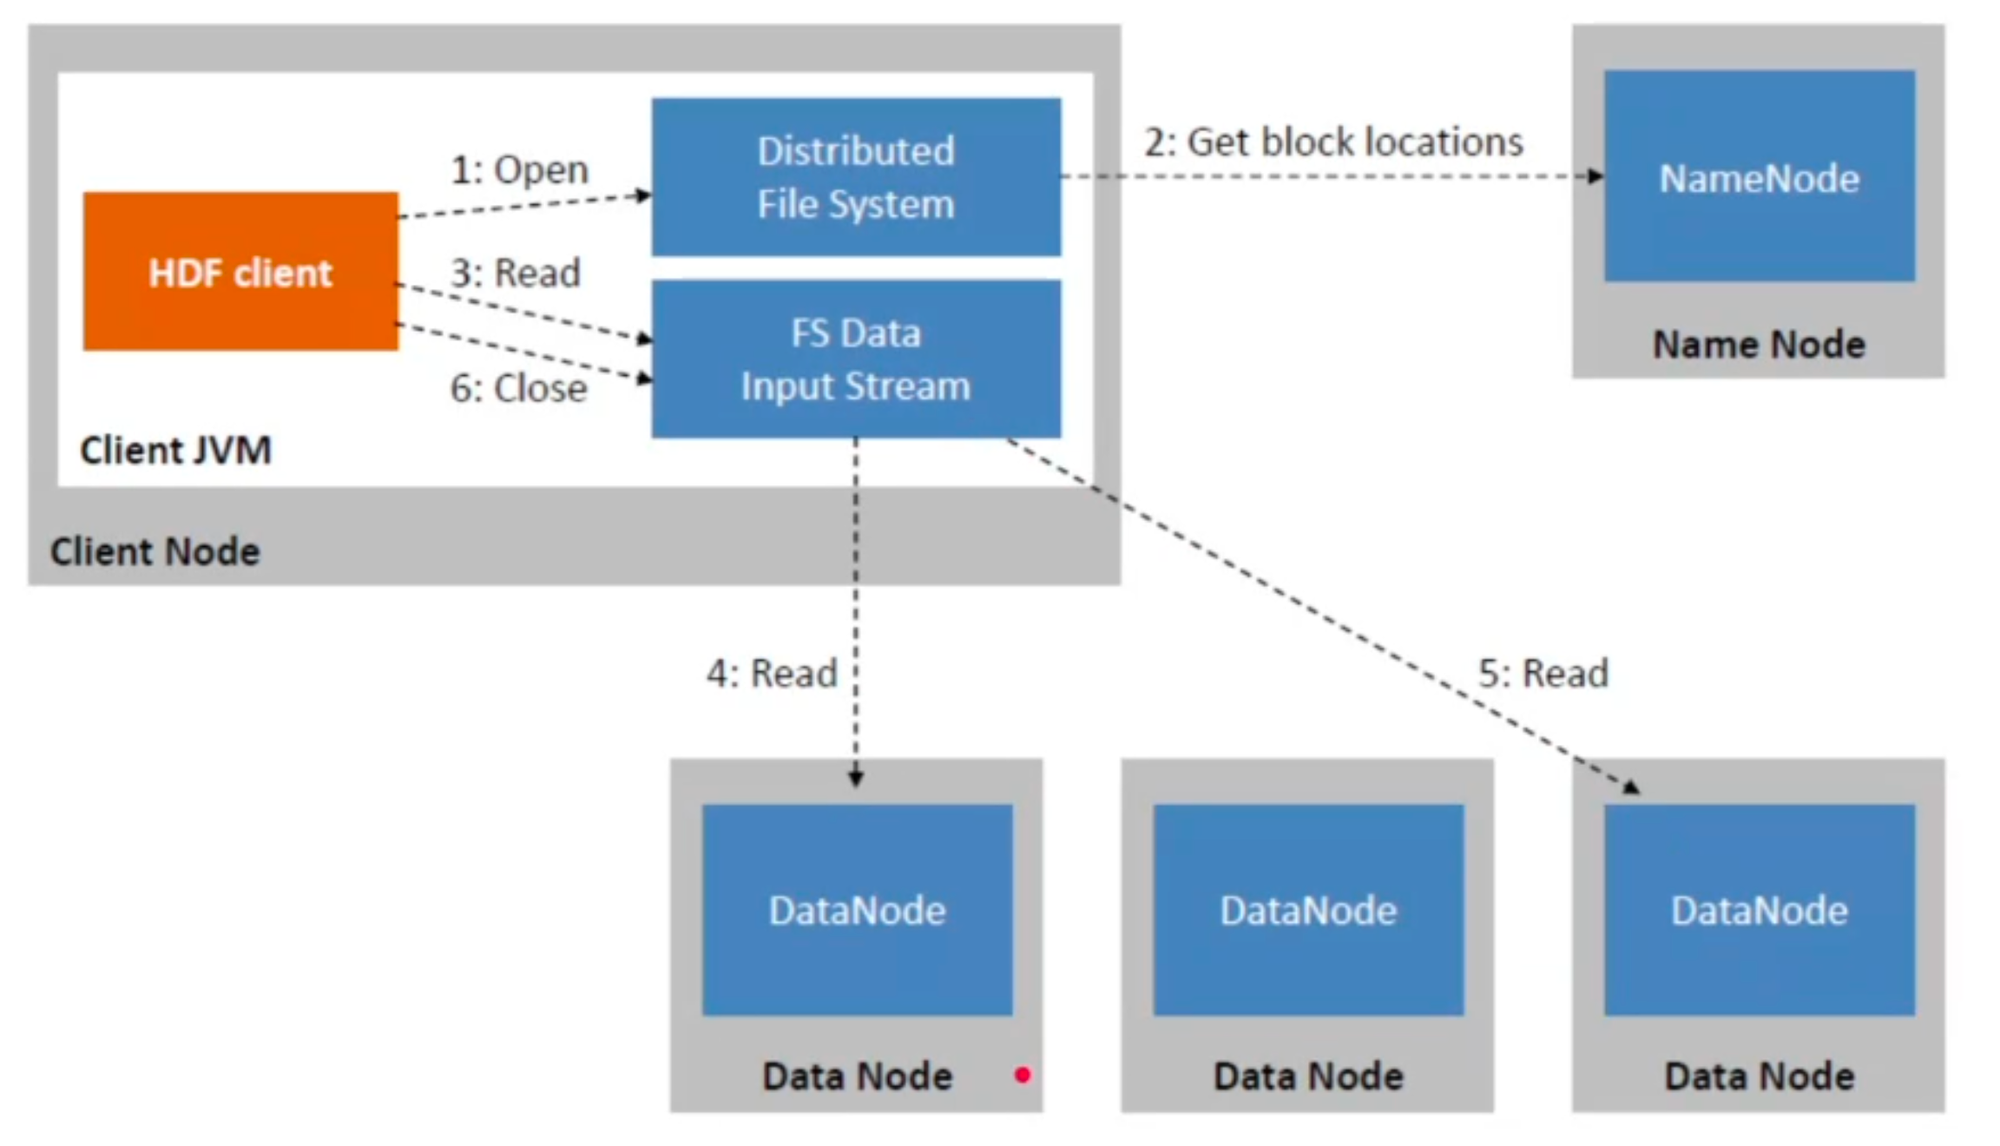 Distributed
File System
1: Open
2: Get block locations
NameNode
HDF client
3: Read
FS Data
Input Stream
6: Close
Name Node
Client JVM
Client Node
4: Read
5: Read
DataNode
DataNode
DataNode
Data Node
Data Node
Data Node